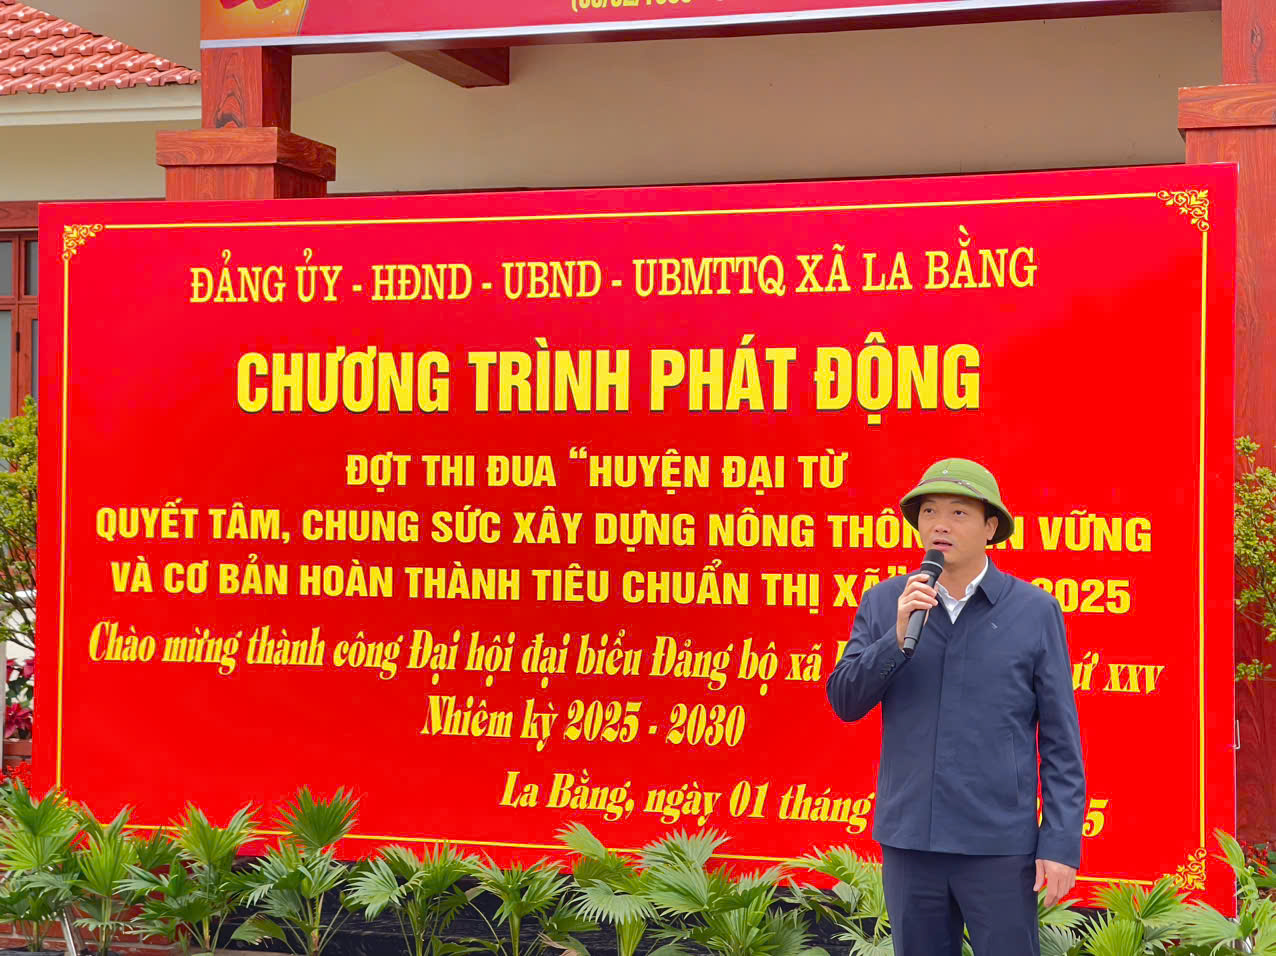 ĐẢNG ỦY - HĐND - UBND - UBMTTQ XÃ LA BẰNG
CHƯƠNG TRÌNH PHÁT ĐỘNG
ĐỢT THI ĐUA “HUYỆN ĐẠI TỪ
QUYẾT TÂM, CHUNG SỨC XÂY DỰNG NÔNG THÔN VỮNG
VÀ CƠ BẢN HOÀN THÀNH TIÊU CHUẨN THỊ XÃ” 2025
Chào mừng thành công Đại hội đại biểu Đảng bộ xã XXV
Nhiệm kỳ 2025 - 2030
La Bằng, ngày 01 tháng